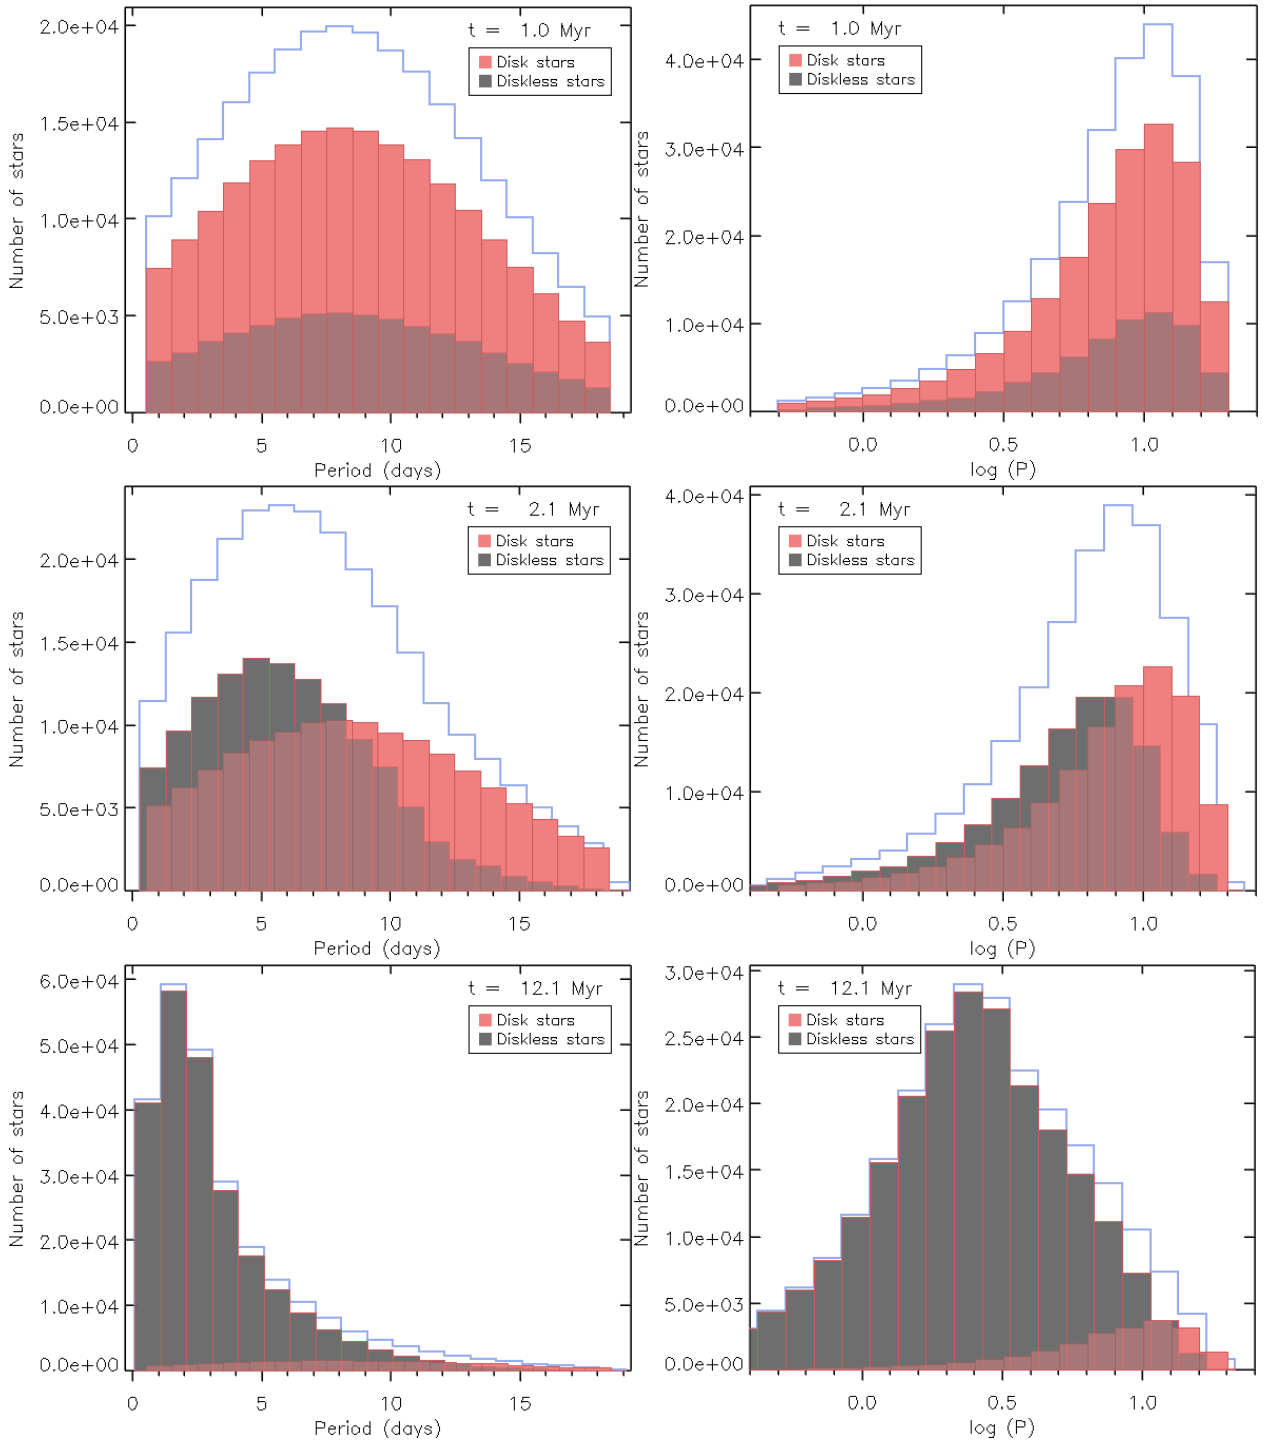 t = 1.0 Myr
Disk stars
Diskless stars
2.0e+04
1.5e+04
1.0e+04
5.0e+03
0.0e+00
Number of stars
0 5 10 15
Period (days)
t = 1.0 Myr
Disk stars
Diskless stars
4.0e+04
3.0e+04
2.0e+04
1.0e+04
0.0e+00
Number of stars
0.0 0.5 1.0
log (P)
t = 2.1 Myr
Disk stars
Diskless stars
2.0e+04
1.5e+04
1.0e+04
5.0e+03
0.0e+00
Number of stars
0 5 10 15
Period (days)
t = 2.1 Myr
Disk stars
Diskless stars
4.0e+04
3.0e+04
2.0e+04
1.0e+04
0.0e+00
Number of stars
0.0 0.5 1.0
log (P)
t = 12.1 Myr
Disk stars
Diskless stars
6.0e+04
5.0e+04
4.0e+04
3.0e+04
2.0e+04
1.0e+04
0.0e+00
Number of stars
0 5 10 15
Period (days)
t = 12.1 Myr
Disk stars
Diskless stars
3.0e+04
2.5e+04
2.0e+04
1.5e+04
1.0e+04
5.0e+03
0.0e+00
Number of stars
0.0 0.5 1.0
log (P)